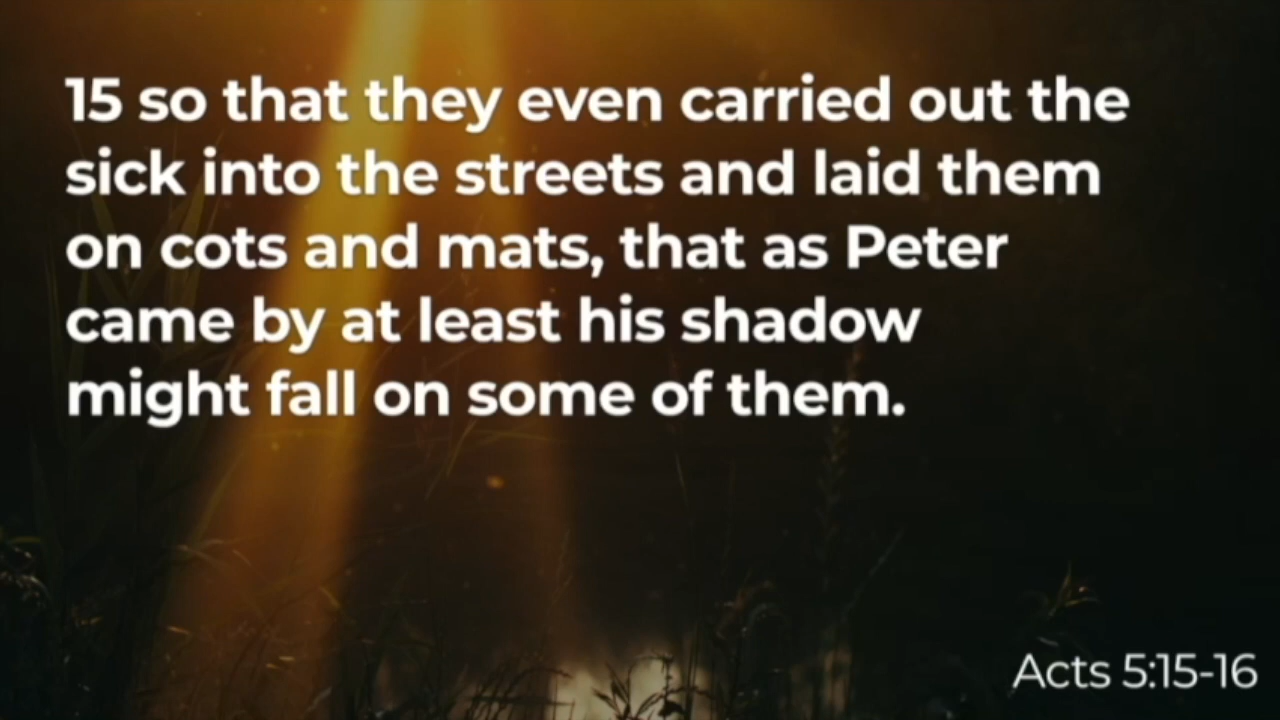 15 so that they even carried out the
sick into the streets and laid them
on cots and mats, that as Peter
came by at least his shadow
might fall on some of them.
Acts 5:15-16